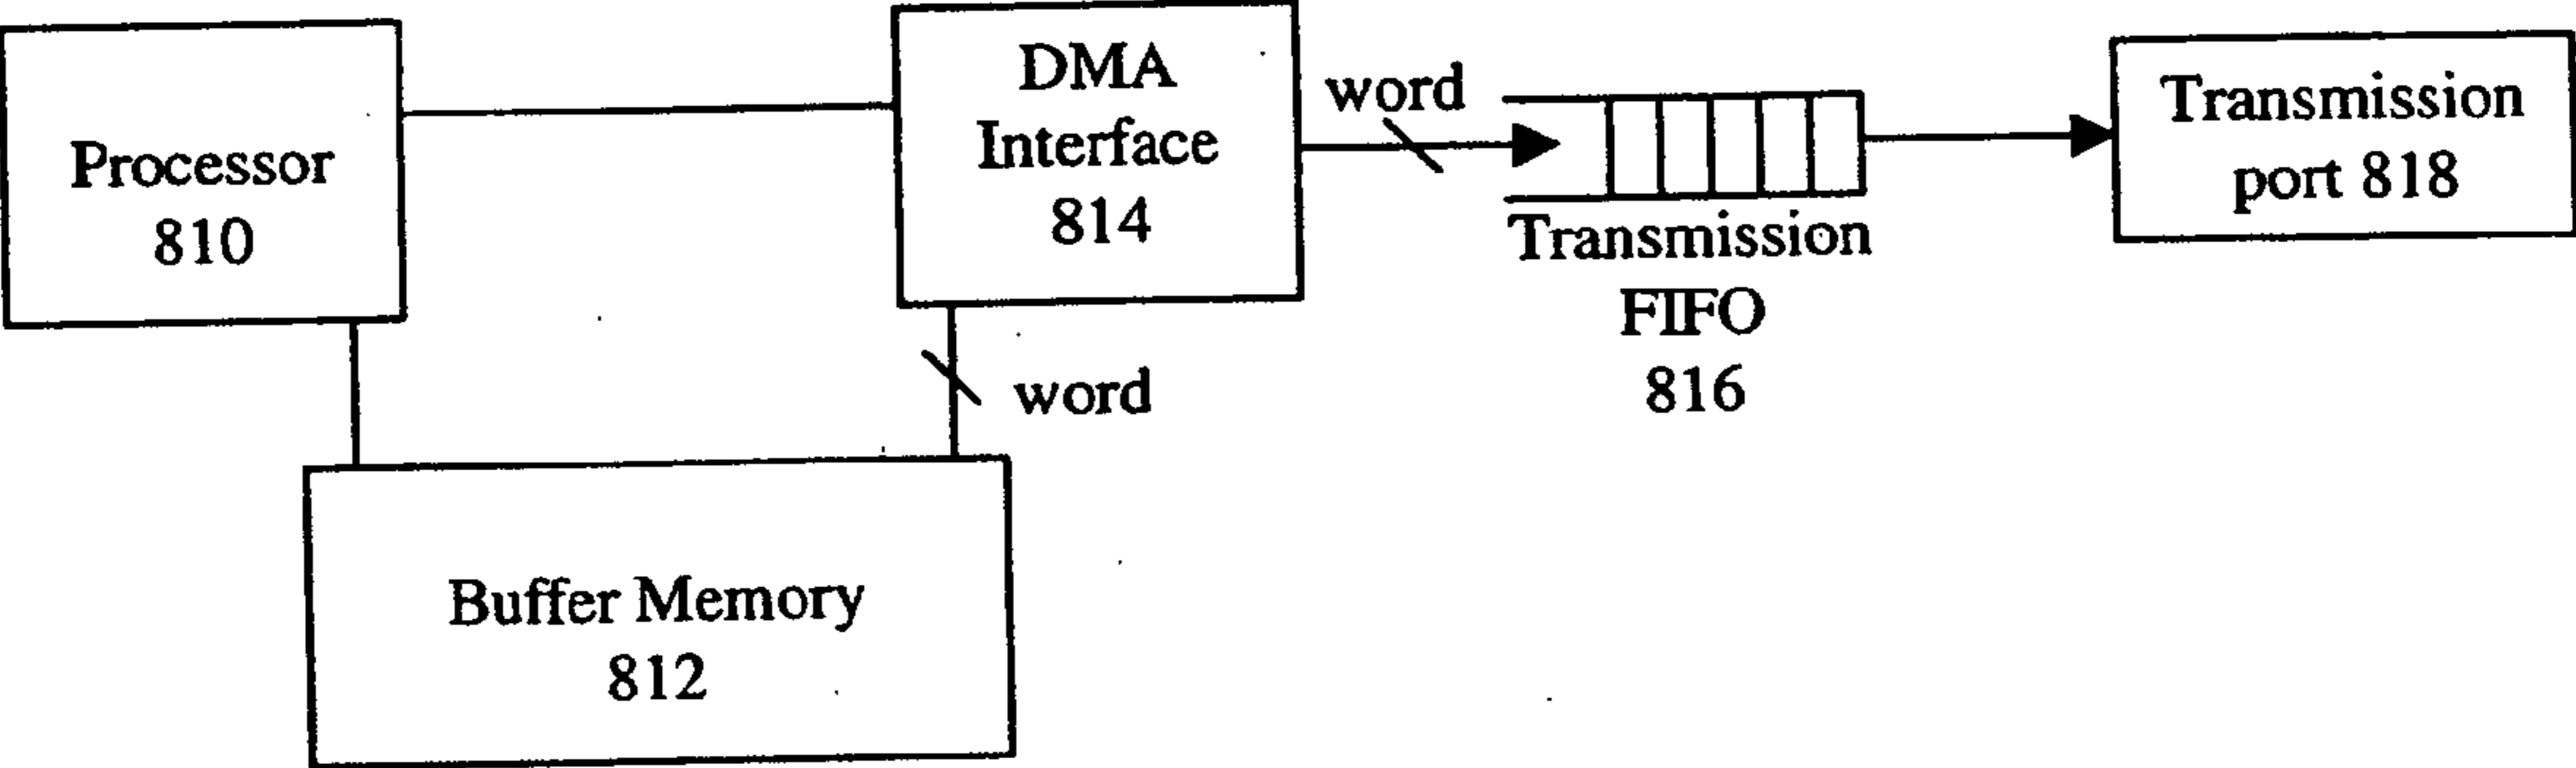 Processor
810
DMA
Interface
814
word
Transmission
FIFO
816
Transmission
port 818
word
Buffer Memory
812